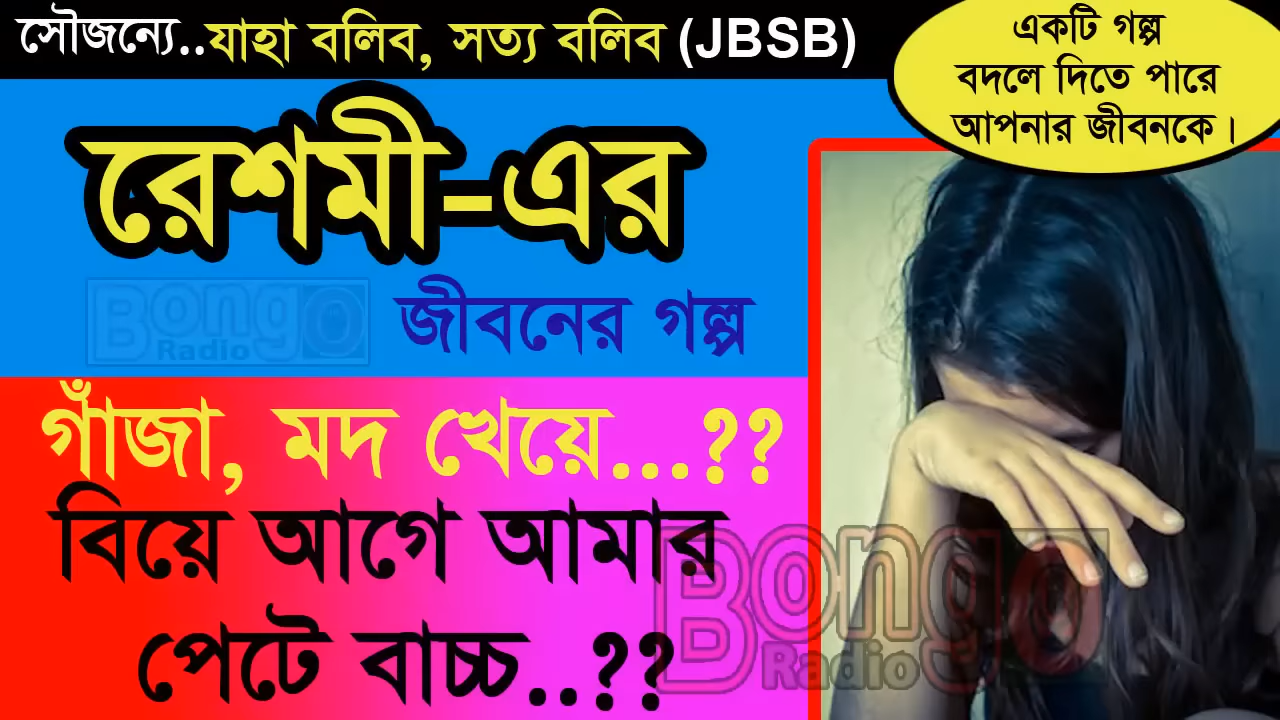 সৌজন্যে..যাহা বলিব, সত্য বলিব (JBSB)
একটি গল্প
বদলে দিতে পারে
আপনার জীবনকে।
রেশমী-এর
Bongo
Radio
জীবনের গল্প
গাঁজা, মদ খেয়ে...??
বিয়ে আগে আমার
পেটে বাচ্চ..??
Bongo
Radio